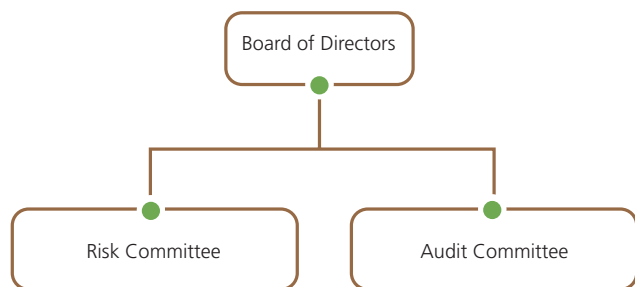 Board of Directors
Risk Committee
Audit Committee